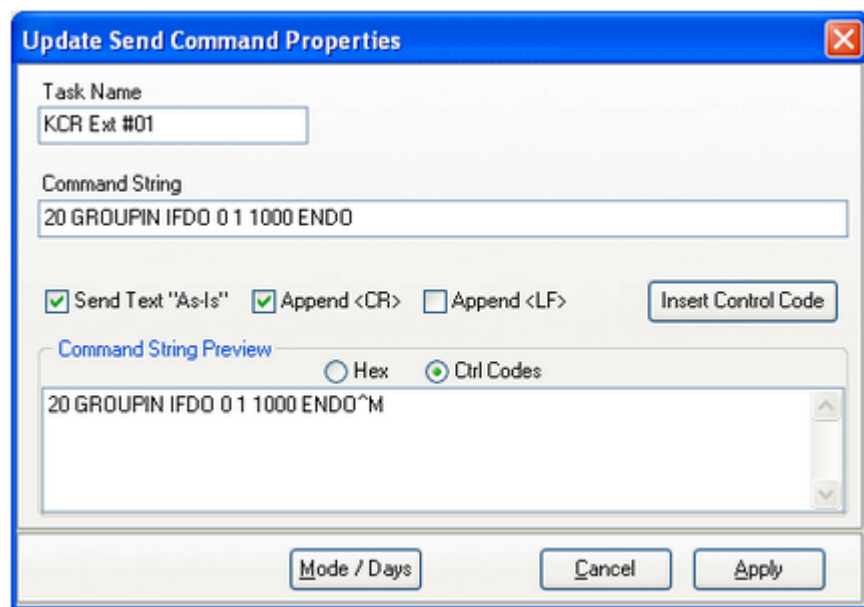 Update Send Command Properties
Task Name
KCR Ext #01
Command String
20 GROUPIN IFDO 0 1 1000 ENDO
Send Text "As-Is" Append <CR> Append <LF> Insert Control Code
Command String Preview
Hex Ctrl Codes
20 GROUPIN IFDO 0 1 1000 ENDO^M
Mode / Days Cancel Apply